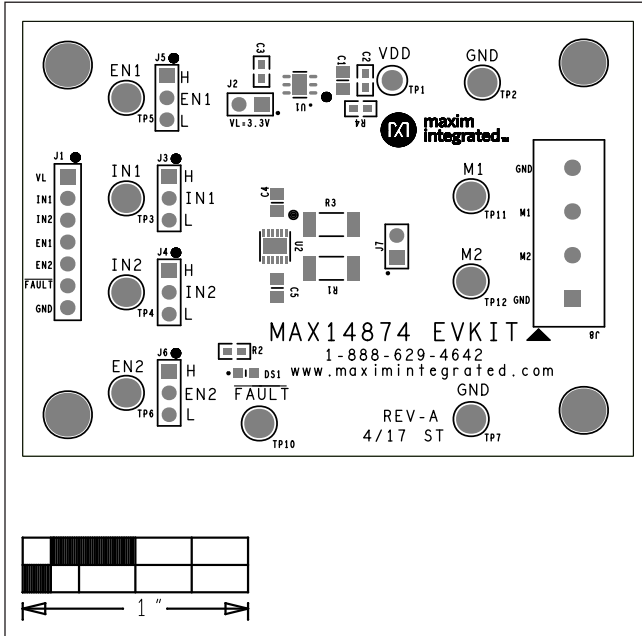 J5
EN1
H
EN1
L
TP5
C3
J2
VL=3.3V
U1
C1
C2
R4
VDD
TP1
GND
TP2
maxim
integrated™
J1
VL
IN1
IN2
EN1
EN2
FAULT
GND
IN1
TP3
J3
H
IN1
L
IN2
TP4
J4
H
IN2
L
C4
U2
C5
R3
R1
J7
M1
TP11
M2
TP12
GND
M1
M2
GND
J8
MAX14874 EVKIT
1-888-629-4642
www.maximintegrated.com
EN2
TP6
J6
H
EN2
L
R2
DS1
FAULT
TP10
GND
TP7
REV-A
4/17 ST
1"